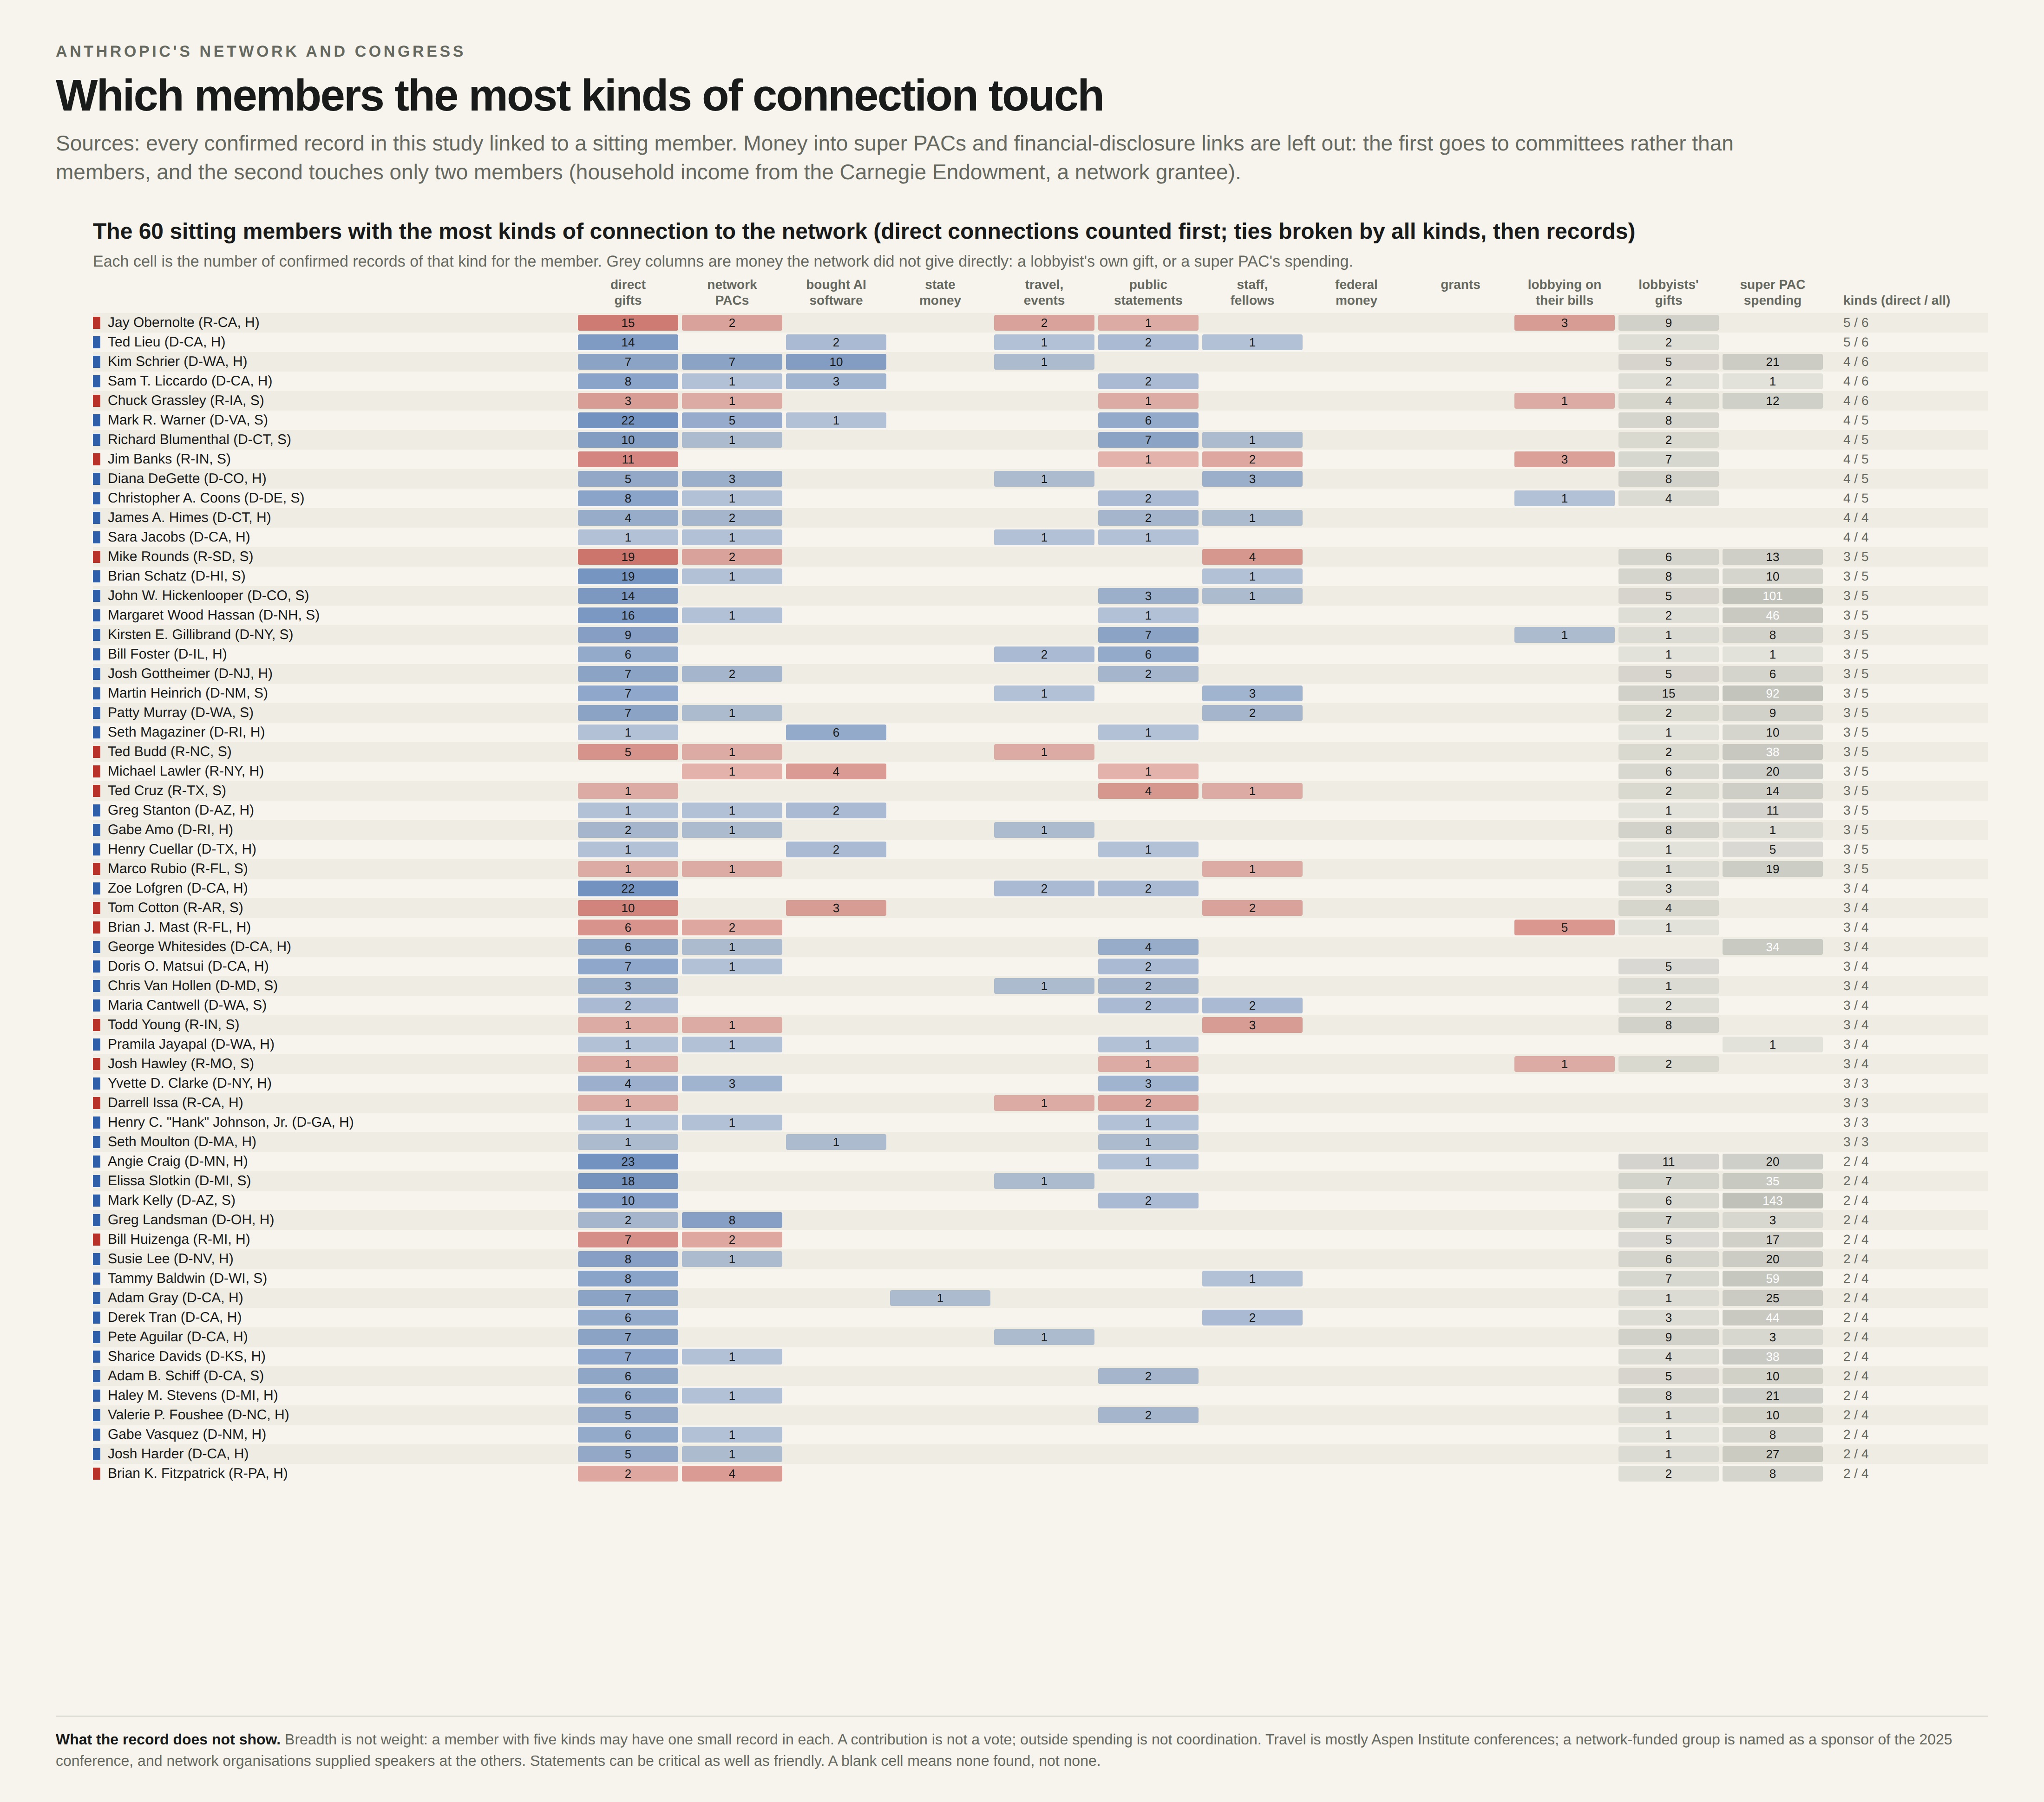 ANTHROPIC'S NETWORK AND CONGRESS
Which members the most kinds of connection touch
Sources: every confirmed record in this study linked to a sitting member. Money into super PACs and financial-disclosure links are left out: the first goes to committees rather than
members, and the second touches only two members (household income from the Carnegie Endowment, a network grantee).
The 60 sitting members with the most kinds of connection to the network (direct connections counted first; ties broken by all kinds, then records)
Each cell is the number of confirmed records of that kind for the member. Grey columns are money the network did not give directly: a lobbyist's own gift, or a super PAC's spending.
direct network bought AI state travel, public staff, federal grants lobbying on lobbyists' super PAC
gifts PACs software money events statements fellows money their bills gifts spending kinds (direct / all)
Jay Obernolte (R-CA, H) 15 2 2 1 3 9 5 / 6
Ted Lieu (D-CA, H) 14 2 1 2 1 2 5 / 6
Kim Schrier (D-WA, H) 7 7 10 1 5 21 4 / 6
Sam T. Liccardo (D-CA, H) 8 1 3 2 2 1 4 / 6
Chuck Grassley (R-IA, S) 3 1 1 1 4 12 4 / 6
Mark R. Warner (D-VA, S) 22 5 1 6 8 4 / 5
Richard Blumenthal (D-CT, S) 10 1 7 1 2 4 / 5
Jim Banks (R-IN, S) 11 1 2 3 7 4 / 5
Diana DeGette (D-CO, H) 5 3 1 3 8 4 / 5
Christopher A. Coons (D-DE, S) 8 1 2 1 4 4 / 5
James A. Himes (D-CT, H) 4 2 2 1 4 / 4
Sara Jacobs (D-CA, H) 1 1 1 1 4 / 4
Mike Rounds (R-SD, S) 19 2 4 6 13 3 / 5
Brian Schatz (D-HI, S) 19 1 1 8 10 3 / 5
John W. Hickenlooper (D-CO, S) 14 3 1 5 101 3 / 5
Margaret Wood Hassan (D-NH, S) 16 1 1 2 46 3 / 5
Kirsten E. Gillibrand (D-NY, S) 9 7 1 1 8 3 / 5
Bill Foster (D-IL, H) 6 2 6 1 1 3 / 5
Josh Gottheimer (D-NJ, H) 7 2 2 5 6 3 / 5
Martin Heinrich (D-NM, S) 7 1 3 15 92 3 / 5
Patty Murray (D-WA, S) 7 1 2 2 9 3 / 5
Seth Magaziner (D-RI, H) 1 6 1 1 10 3 / 5
Ted Budd (R-NC, S) 5 1 1 2 38 3 / 5
Michael Lawler (R-NY, H) 1 4 1 6 20 3 / 5
Ted Cruz (R-TX, S) 1 4 1 2 14 3 / 5
Greg Stanton (D-AZ, H) 1 1 2 1 11 3 / 5
Gabe Amo (D-RI, H) 2 1 1 8 1 3 / 5
Henry Cuellar (D-TX, H) 1 2 1 1 5 3 / 5
Marco Rubio (R-FL, S) 1 1 1 1 19 3 / 5
Zoe Lofgren (D-CA, H) 22 2 2 3 3 / 4
Tom Cotton (R-AR, S) 10 3 2 4 3 / 4
Brian J. Mast (R-FL, H) 6 2 5 1 3 / 4
George Whitesides (D-CA, H) 6 1 4 34 3 / 4
Doris O. Matsui (D-CA, H) 7 1 2 5 3 / 4
Chris Van Hollen (D-MD, S) 3 1 2 1 3 / 4
Maria Cantwell (D-WA, S) 2 2 2 2 3 / 4
Todd Young (R-IN, S) 1 1 3 8 3 / 4
Pramila Jayapal (D-WA, H) 1 1 1 1 3 / 4
Josh Hawley (R-MO, S) 1 1 1 2 3 / 4
Yvette D. Clarke (D-NY, H) 4 3 3 3 / 3
Darrell Issa (R-CA, H) 1 1 2 3 / 3
Henry C. "Hank" Johnson, Jr. (D-GA, H) 1 1 1 3 / 3
Seth Moulton (D-MA, H) 1 1 1 3 / 3
Angie Craig (D-MN, H) 23 1 11 20 2 / 4
Elissa Slotkin (D-MI, S) 18 1 7 35 2 / 4
Mark Kelly (D-AZ, S) 10 2 6 143 2 / 4
Greg Landsman (D-OH, H) 2 8 7 3 2 / 4
Bill Huizenga (R-MI, H) 7 2 5 17 2 / 4
Susie Lee (D-NV, H) 8 1 6 20 2 / 4
Tammy Baldwin (D-WI, S) 8 1 7 59 2 / 4
Adam Gray (D-CA, H) 7 1 1 25 2 / 4
Derek Tran (D-CA, H) 6 2 3 44 2 / 4
Pete Aguilar (D-CA, H) 7 1 9 3 2 / 4
Sharice Davids (D-KS, H) 7 1 4 38 2 / 4
Adam B. Schiff (D-CA, S) 6 2 5 10 2 / 4
Haley M. Stevens (D-MI, H) 6 1 8 21 2 / 4
Valerie P. Foushee (D-NC, H) 5 2 1 10 2 / 4
Gabe Vasquez (D-NM, H) 6 1 1 8 2 / 4
Josh Harder (D-CA, H) 5 1 1 27 2 / 4
Brian K. Fitzpatrick (R-PA, H) 2 4 2 8 2 / 4
What the record does not show. Breadth is not weight: a member with five kinds may have one small record in each. A contribution is not a vote; outside spending is not coordination. Travel is mostly Aspen Institute conferences; a network-funded group is named as a sponsor of the 2025
conference, and network organisations supplied speakers at the others. Statements can be critical as well as friendly. A blank cell means none found, not none.